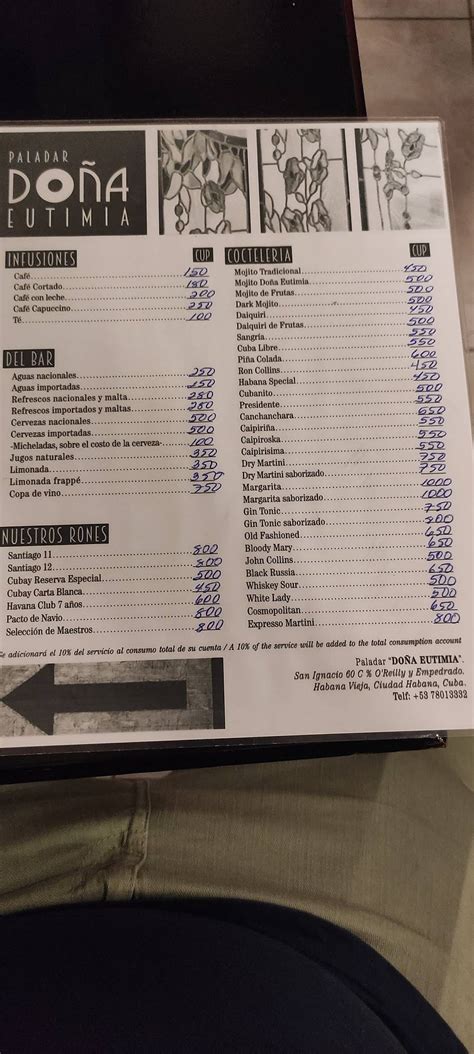 PALADAR
DOÑA
EUTIMIA
INFUSIONES CUP
Café 150
Café Cortado 180
Café con leche 200
Café Capuccino 250
Té 100
DEL BAR
Aguas nacionales 250
Aguas importadas 150
Refrescos nacionales y malta 280
Refrescos importados y maltas 280
Cervezas nacionales 500
Cervezas importadas 500
-Micheladas, sobre el costo de la cerveza- 100
Jugos naturales 350
Limonada 350
Limonada frappé 350
Copa de vino 750
NUESTROS RONES
Santiago 11 800
Santiago 12 800
Cubay Reserva Especial 500
Cubay Carta Blanca 450
Havana Club 7 años 600
Pacto de Navio 800
Selección de Maestros 800
COCTELERIA CUP
Mojito Tradicional 450
Mojito Doña Eutimia 500
Mojito de Frutas 500
Dark Mojito 500
Daiquiri 450
Daiquiri de Frutas 500
Sangria 550
Cuba Libre 550
Piña Colada 600
Ron Collins 450
Habana Special 450
Cubanito 500
Presidente 550
Canchanchara 650
Caipiriña 550
Caipiroska 550
Caipirisima 550
Dry Martini 750
Dry Martini saborizado 750
Margarita 1000
Margarita saborizado 1000
Gin Tonic 750
Gin Tonic saborizado 800
Old Fashioned 650
Bloody Mary 650
John Collins 500
Black Russia 650
Whiskey Sour 500
White Lady 500
Cosmopolitan 650
Expresso Martini 800
adicionará el 10% del servicio al consumo total de su cuenta / A 10% of the service will be added to the total consumption account
Paladar "DOÑA EUTIMIA".
San Ignacio 60 C % O'Reilly y Empedrado.
Habana Vieja, Ciudad Habana, Cuba.
Telf: +53 78013332